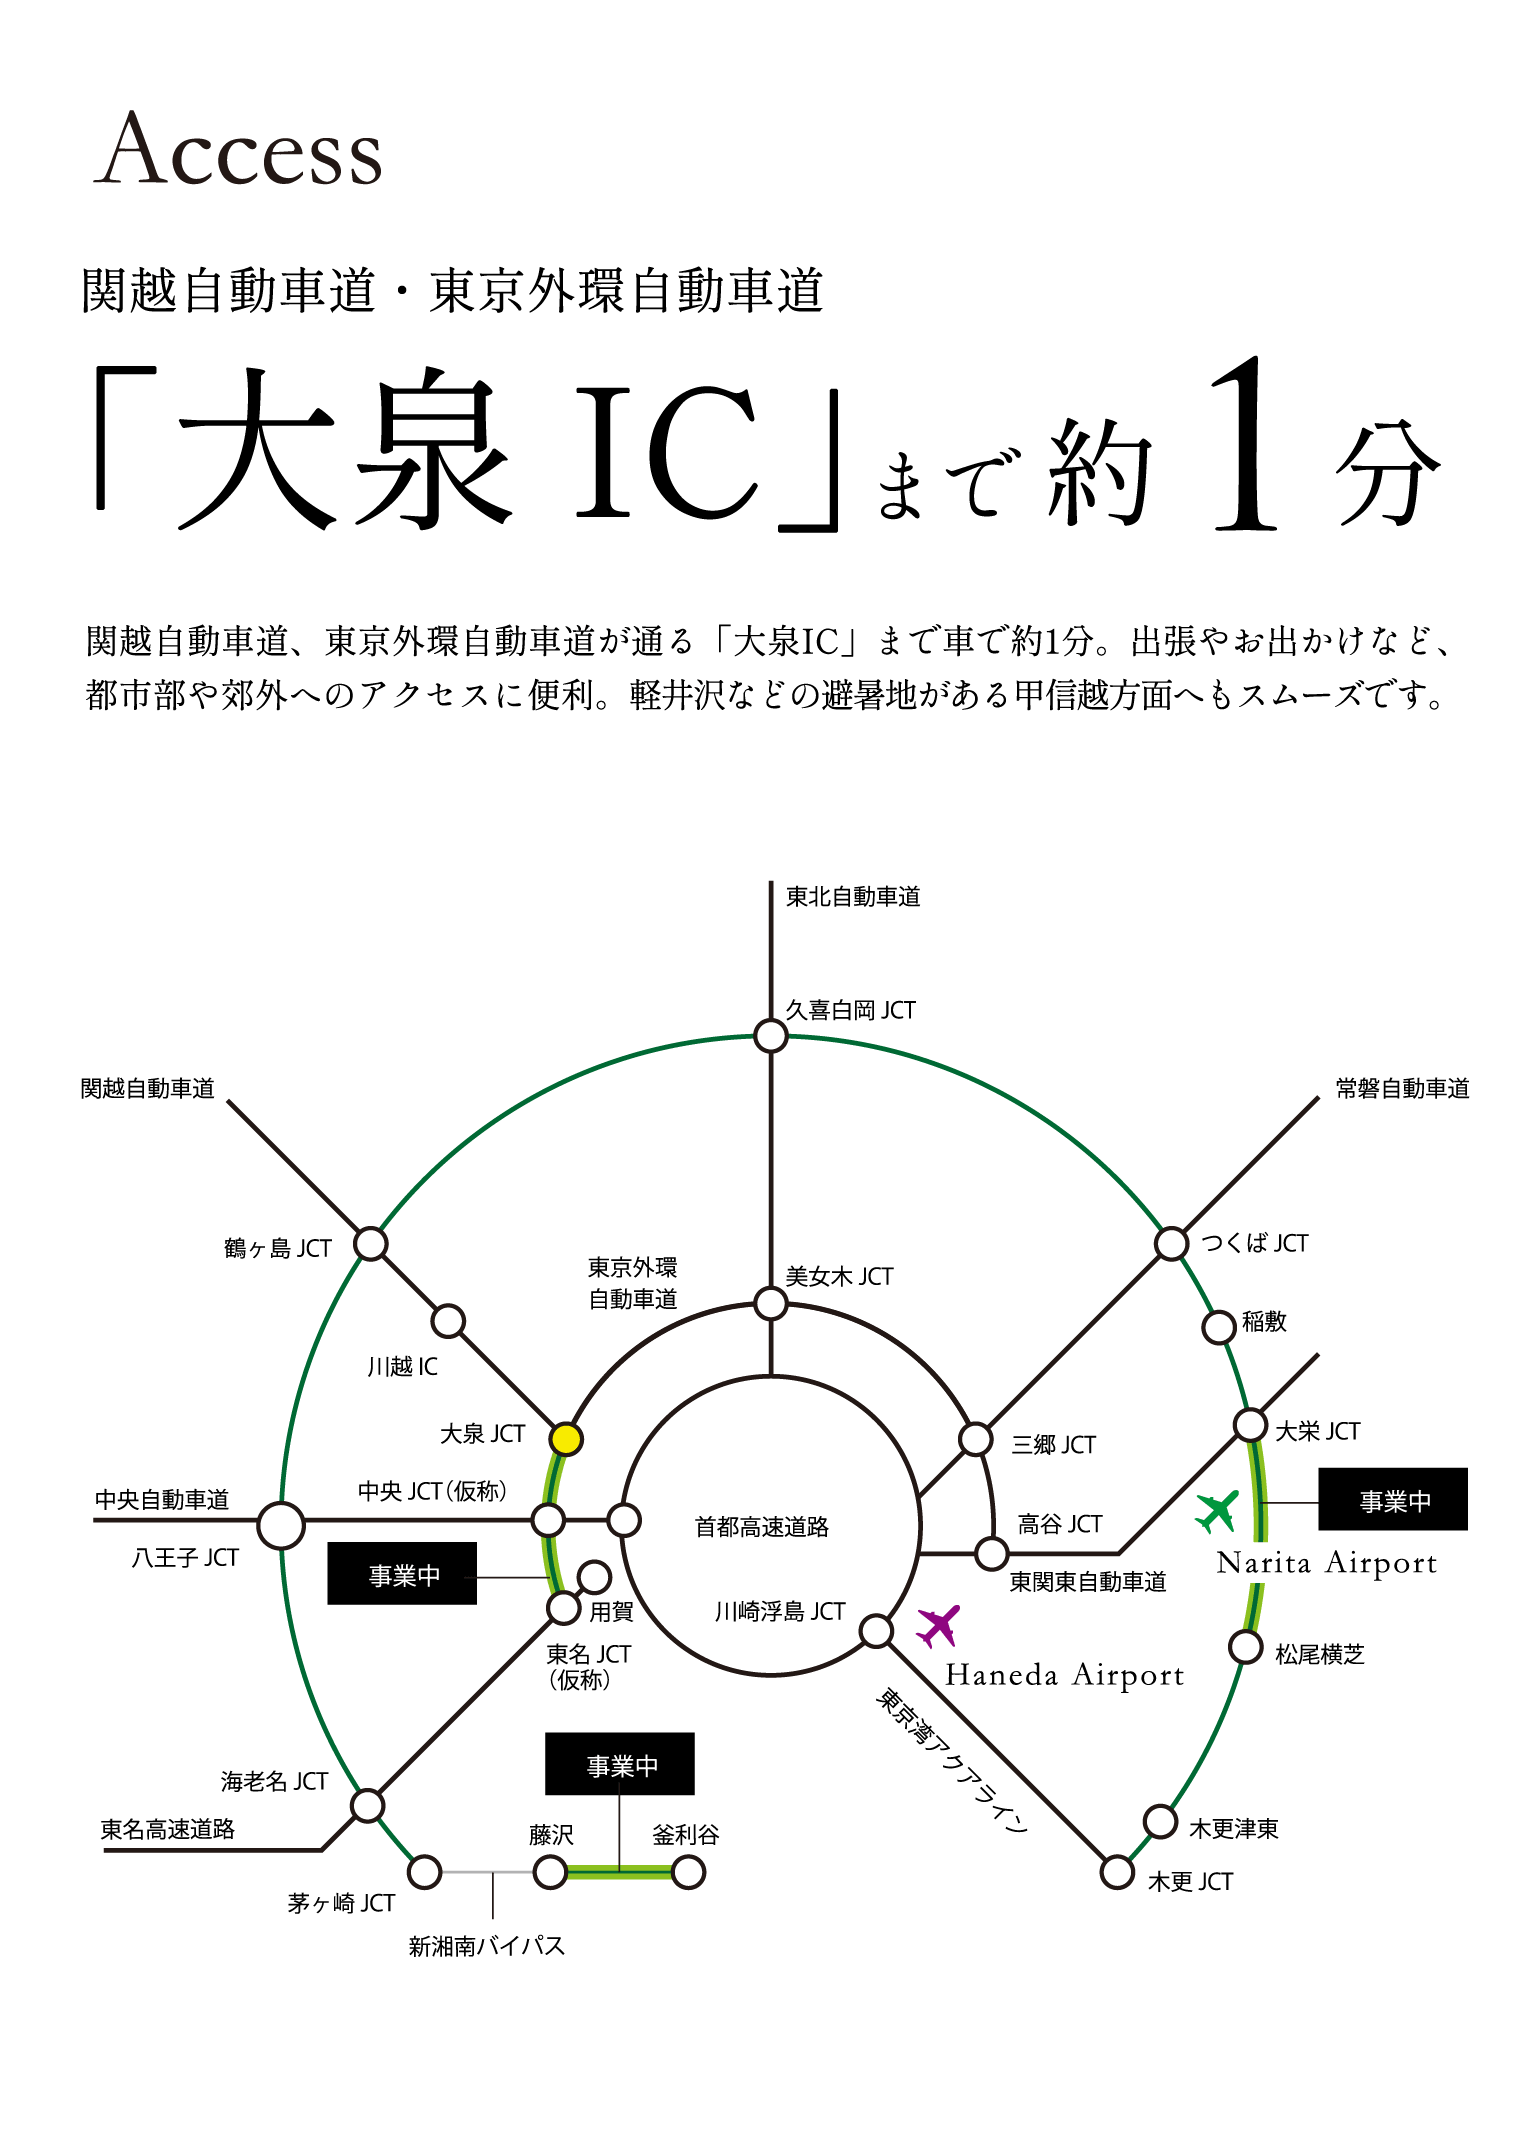 Access
関越自動車道・東京外環自動車道
「大泉 IC」まで 約 1 分
関越自動車道、東京外環自動車道が通る「大泉IC」まで車で約1分。出張やお出かけなど、
都市部や郊外へのアクセスに便利。軽井沢などの避暑地がある甲信越方面へもスムーズです。
東北自動車道
久喜白岡 JCT
関越自動車道
常磐自動車道
鶴ヶ島 JCT
つくば JCT
東京外環
自動車道
美女木 JCT
稲敷
川越 IC
大泉 JCT
三郷 JCT
大栄 JCT
中央 JCT(仮称)
中央自動車道
事業中
首都高速道路
高谷 JCT
八王子 JCT
Narita Airport
事業中
東関東自動車道
用賀
川崎浮島 JCT
東名 JCT
(仮称)
松尾横芝
Haneda Airport
東京湾アクアライン
事業中
海老名 JCT
東名高速道路
藤沢
釜利谷
木更津東
木更 JCT
茅ヶ崎 JCT
新湘南バイパス